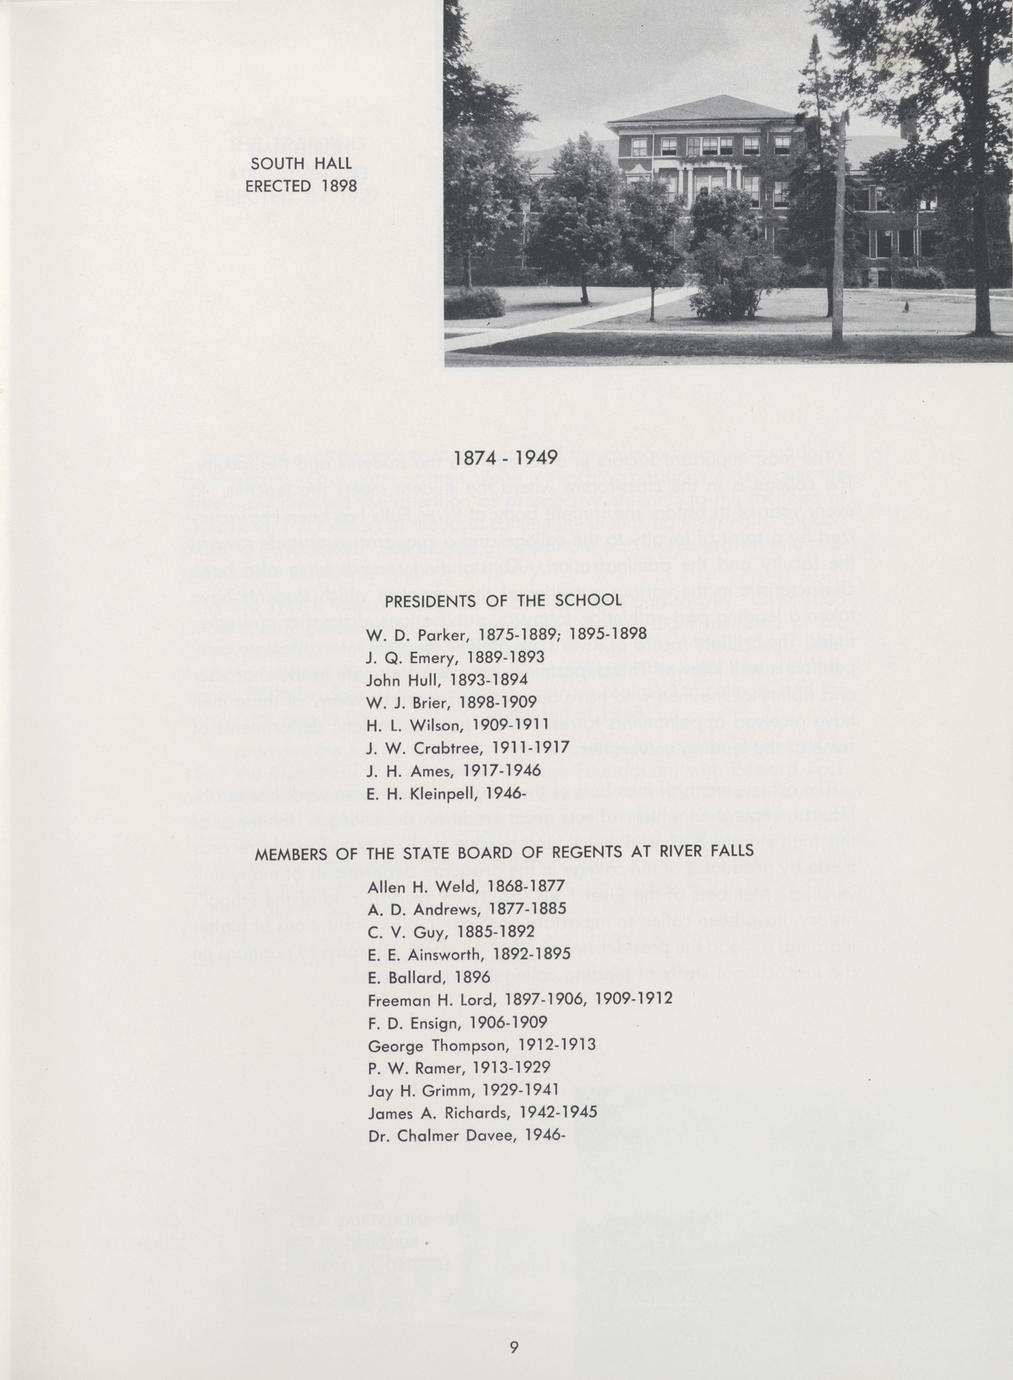 SOUTH HALL
ERECTED 1898
1874 - 1949
PRESIDENTS OF THE SCHOOL
W. D. Parker, 1875-1889; 1895-1898
J. Q. Emery, 1889-1893
John Hull, 1893-1894
W. J. Brier, 1898-1909
H. L. Wilson, 1909-1911
J. W. Crabtree, 1911-1917
J. H. Ames, 1917-1946
E. H. Kleinpell, 1946-
MEMBERS OF THE STATE BOARD OF REGENTS AT RIVER FALLS
Allen H. Weld, 1868-1877
A. D. Andrews, 1877-1885
C. V. Guy, 1885-1892
E. E. Ainsworth, 1892-1895
E. Ballard, 1896
Freeman H. Lord, 1897-1906, 1909-1912
F. D. Ensign, 1906-1909
George Thompson, 1912-1913
P. W. Ramer, 1913-1929
Jay H. Grimm, 1929-1941
James A. Richards, 1942-1945
Dr. Chalmer Davee, 1946-
9